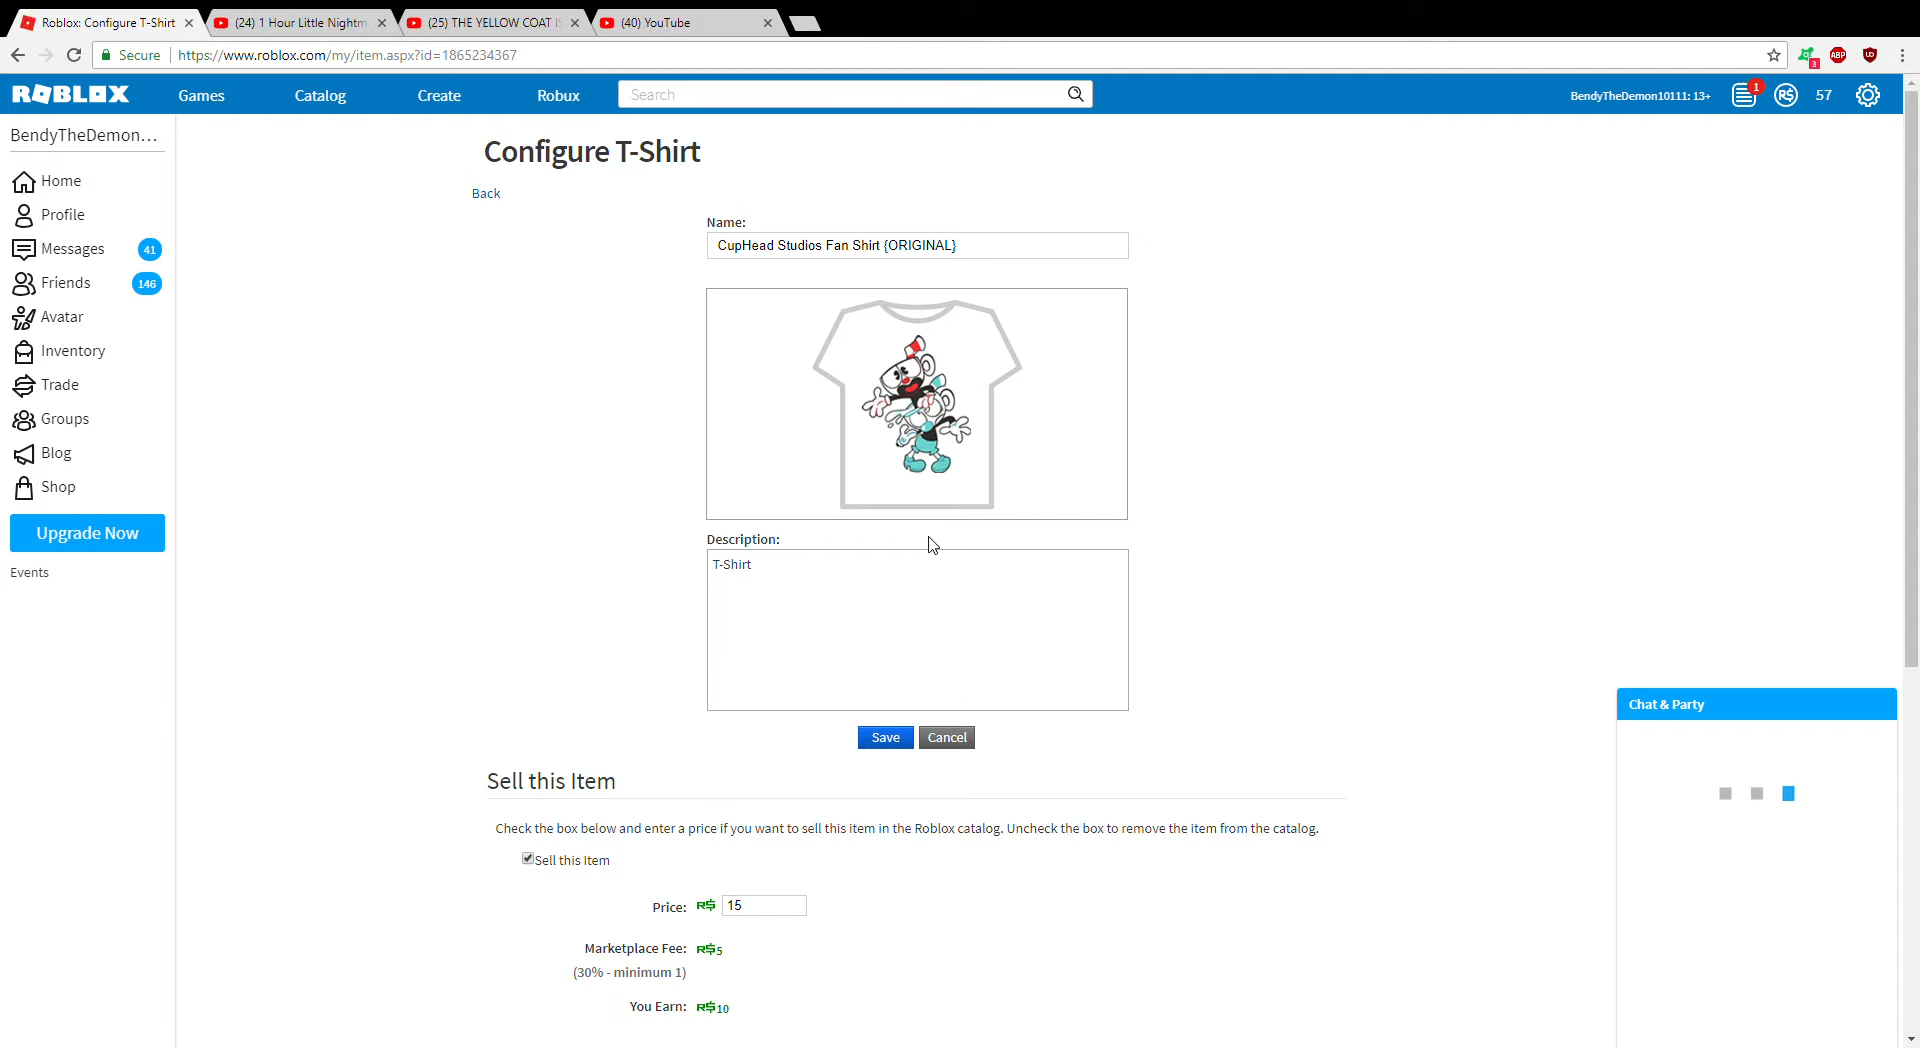 Roblox: Configure T-Shirt
(24) 1 Hour Little Nightm
(25) THE YELLOW COAT IS
(40) YouTube
Secure https://www.roblox.com/my/item.aspx?id=1865234367
3
ABP
ROBLOX
Games
Catalog
Create
Robux
Search
BendyTheDemon10111: 13+
1
R$
57
BendyTheDemon...
Home
Profile
Messages 41
Friends 146
Avatar
Inventory
Trade
Groups
Blog
Shop
Upgrade Now
Events
Configure T-Shirt
Back
Name:
CupHead Studios Fan Shirt {ORIGINAL}
Description:
T-Shirt
Save
Cancel
Sell this Item
Check the box below and enter a price if you want to sell this item in the Roblox catalog. Uncheck the box to remove the item from the catalog.
Sell this Item
Price: R$ 15
Marketplace Fee: R$5
(30% - minimum 1)
You Earn: R$10
Chat & Party